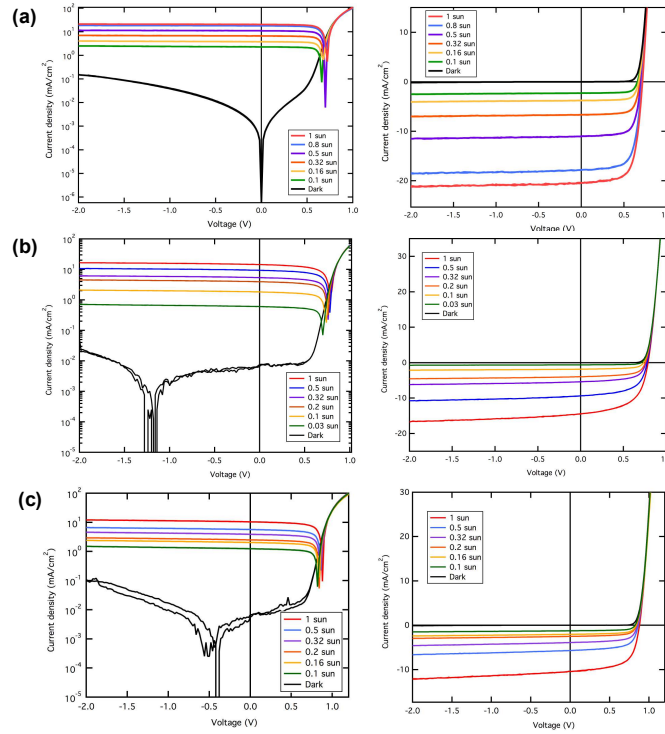 (a)
Current density (mA/cm²)
10²
10¹
10⁰
10⁻¹
10⁻²
10⁻³
10⁻⁴
10⁻⁵
10⁻⁶
1 sun
0.8 sun
0.5 sun
0.32 sun
0.16 sun
0.1 sun
Dark
-2.0 -1.5 -1.0 -0.5 0.0 0.5 1.0
Voltage (V)
Current density (mA/cm²)
10
0
-10
-20
1 sun
0.8 sun
0.5 sun
0.32 sun
0.16 sun
0.1 sun
Dark
-2.0 -1.5 -1.0 -0.5 0.0 0.5 1.0
Voltage (V)
(b)
Current density (mA/cm²)
10²
10¹
10⁰
10⁻¹
10⁻²
10⁻³
10⁻⁴
10⁻⁵
1 sun
0.5 sun
0.32 sun
0.2 sun
0.1 sun
0.03 sun
Dark
-2.0 -1.5 -1.0 -0.5 0.0 0.5 1.0
Voltage (V)
Current density (mA/cm²)
30
20
10
0
-10
-20
1 sun
0.5 sun
0.32 sun
0.2 sun
0.1 sun
0.03 sun
Dark
-2.0 -1.5 -1.0 -0.5 0.0 0.5 1.0
Voltage (V)
(c)
Current density (mA/cm²)
10²
10¹
10⁰
10⁻¹
10⁻²
10⁻³
10⁻⁴
10⁻⁵
1 sun
0.5 sun
0.32 sun
0.2 sun
0.16 sun
0.1 sun
Dark
-2.0 -1.5 -1.0 -0.5 0.0 0.5 1.0
Voltage (V)
Current density (mA/cm²)
30
20
10
0
-10
1 sun
0.5 sun
0.32 sun
0.2 sun
0.16 sun
0.1 sun
Dark
-2.0 -1.5 -1.0 -0.5 0.0 0.5 1.0
Voltage (V)